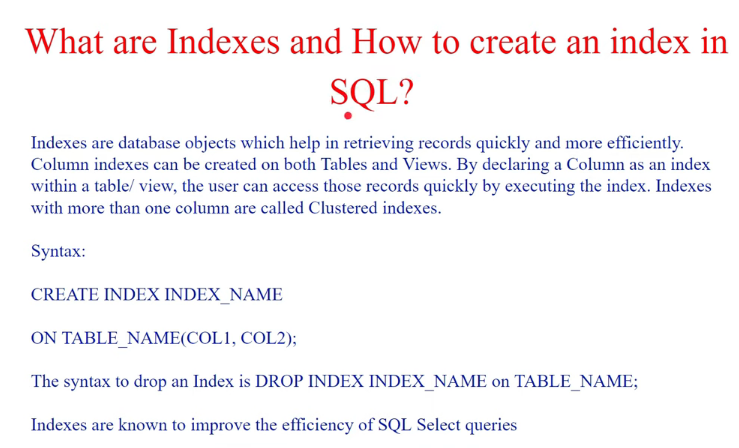 What are Indexes and How to create an index in
SQL?
Indexes are database objects which help in retrieving records quickly and more efficiently.
Column indexes can be created on both Tables and Views. By declaring a Column as an index
within a table/ view, the user can access those records quickly by executing the index. Indexes
with more than one column are called Clustered indexes.
Syntax:
CREATE INDEX INDEX_NAME
ON TABLE_NAME(COL1, COL2);
The syntax to drop an Index is DROP INDEX INDEX_NAME on TABLE_NAME;
Indexes are known to improve the efficiency of SQL Select queries